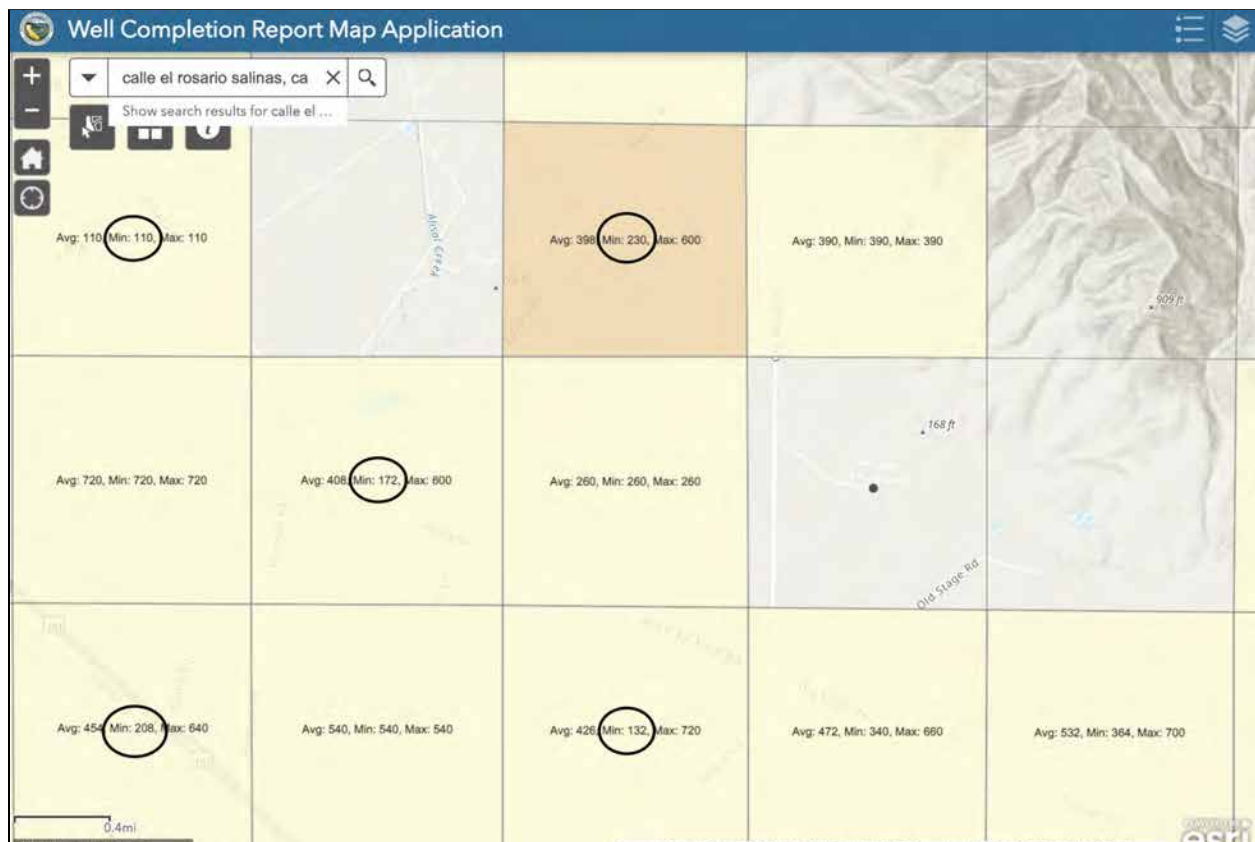 Well Completion Report Map Application
calle el rosario salinas, ca
Show search results for calle el ...
Alisal Creek
Avg: 110, Min: 110, Max: 110
Avg: 398, Min: 230, Max: 600
Avg: 390, Min: 390, Max: 390
909 ft
168 ft
Avg: 720, Min: 720, Max: 720
Avg: 408, Min: 172, Max: 600
Avg: 260, Min: 260, Max: 260
Old Stage Rd
Avg: 454, Min: 208, Max: 640
Avg: 540, Min: 540, Max: 540
Avg: 426, Min: 132, Max: 720
Avg: 472, Min: 340, Max: 660
Avg: 532, Min: 364, Max: 700
0.4mi
esri